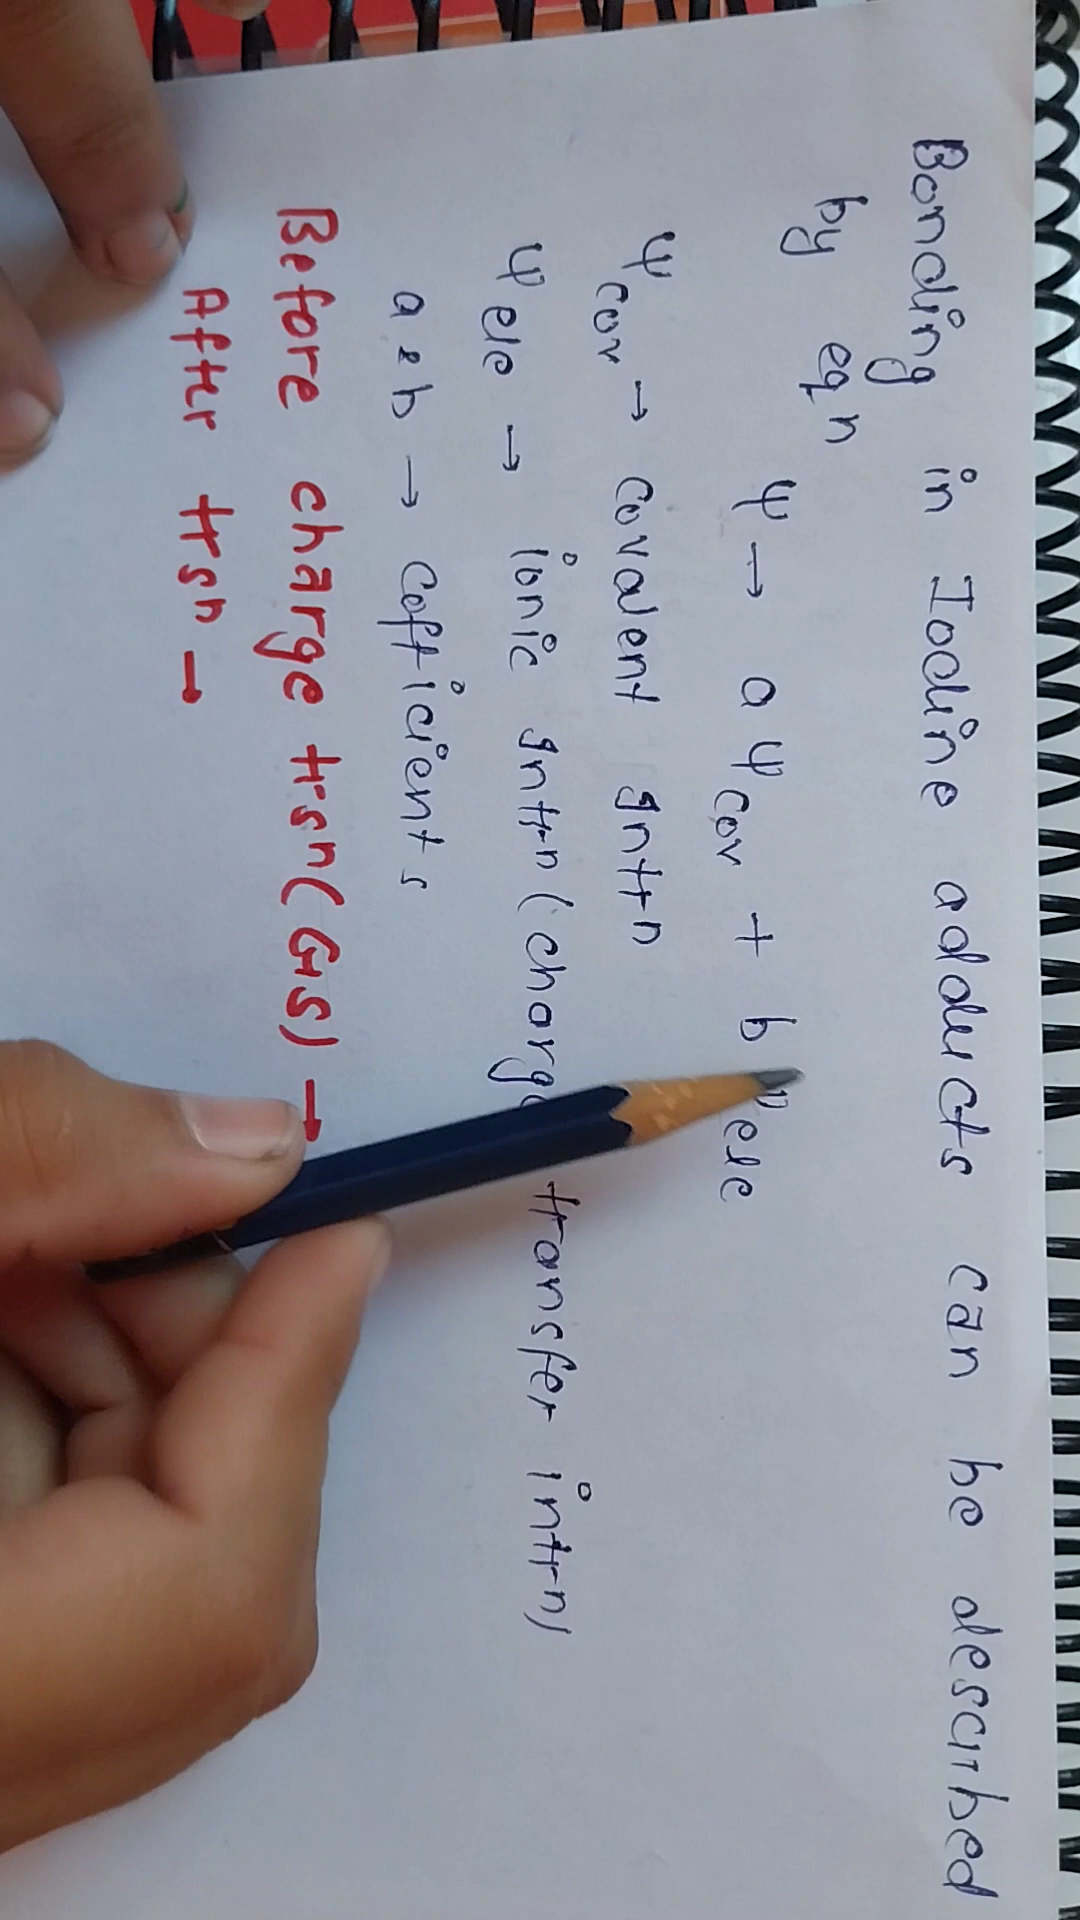 Bonding in Iodine adducts can be described
by eqn
Ψ → a Ψcov + b Ψele
Ψcov → covalent Intrn
Ψele → ionic Intrn (charge transfer intrn)
a & b → cofficients
Before charge trsn (GS) →
After trsn →